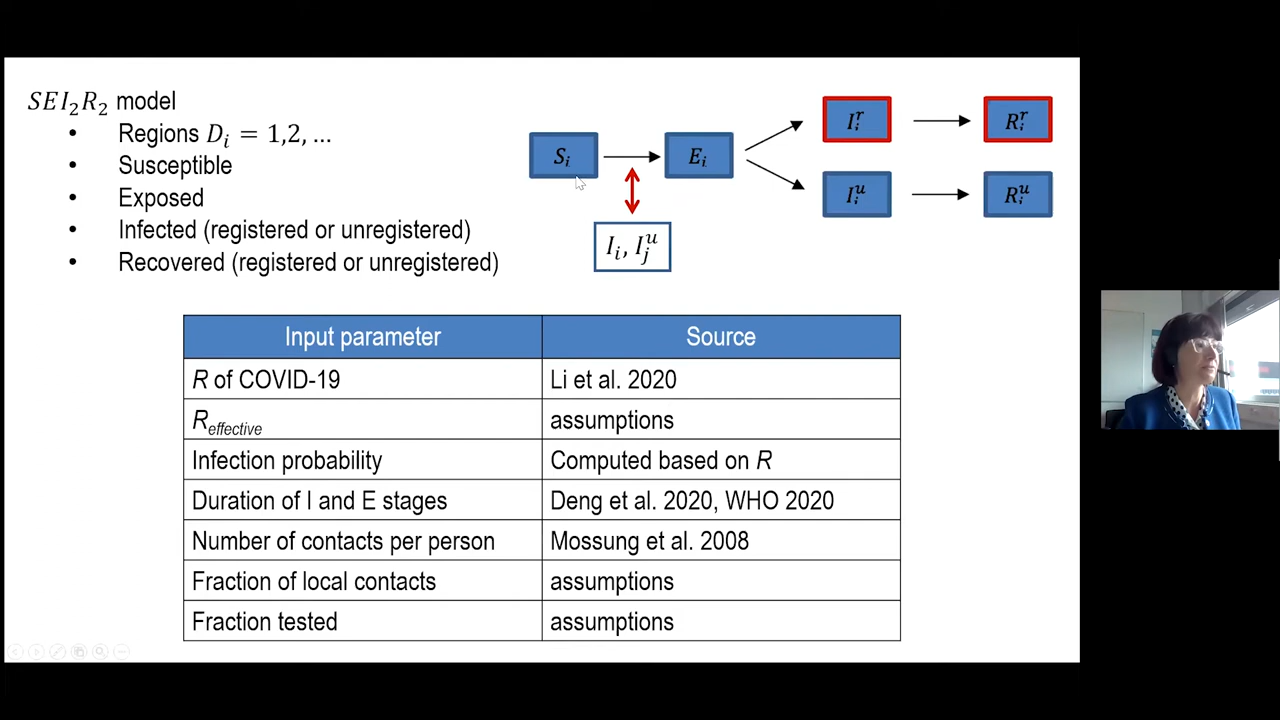 SEI₂R₂ model
• Regions Dᵢ = 1,2, ...
• Susceptible
• Exposed
• Infected (registered or unregistered)
• Recovered (registered or unregistered)
Sᵢ
Eᵢ
Iᵢʳ
Rᵢʳ
Iᵢᵘ
Rᵢᵘ
Iᵢ, Iⱼᵘ
Input parameter Source
R of COVID-19 Li et al. 2020
Reffective assumptions
Infection probability Computed based on R
Duration of I and E stages Deng et al. 2020, WHO 2020
Number of contacts per person Mossung et al. 2008
Fraction of local contacts assumptions
Fraction tested assumptions